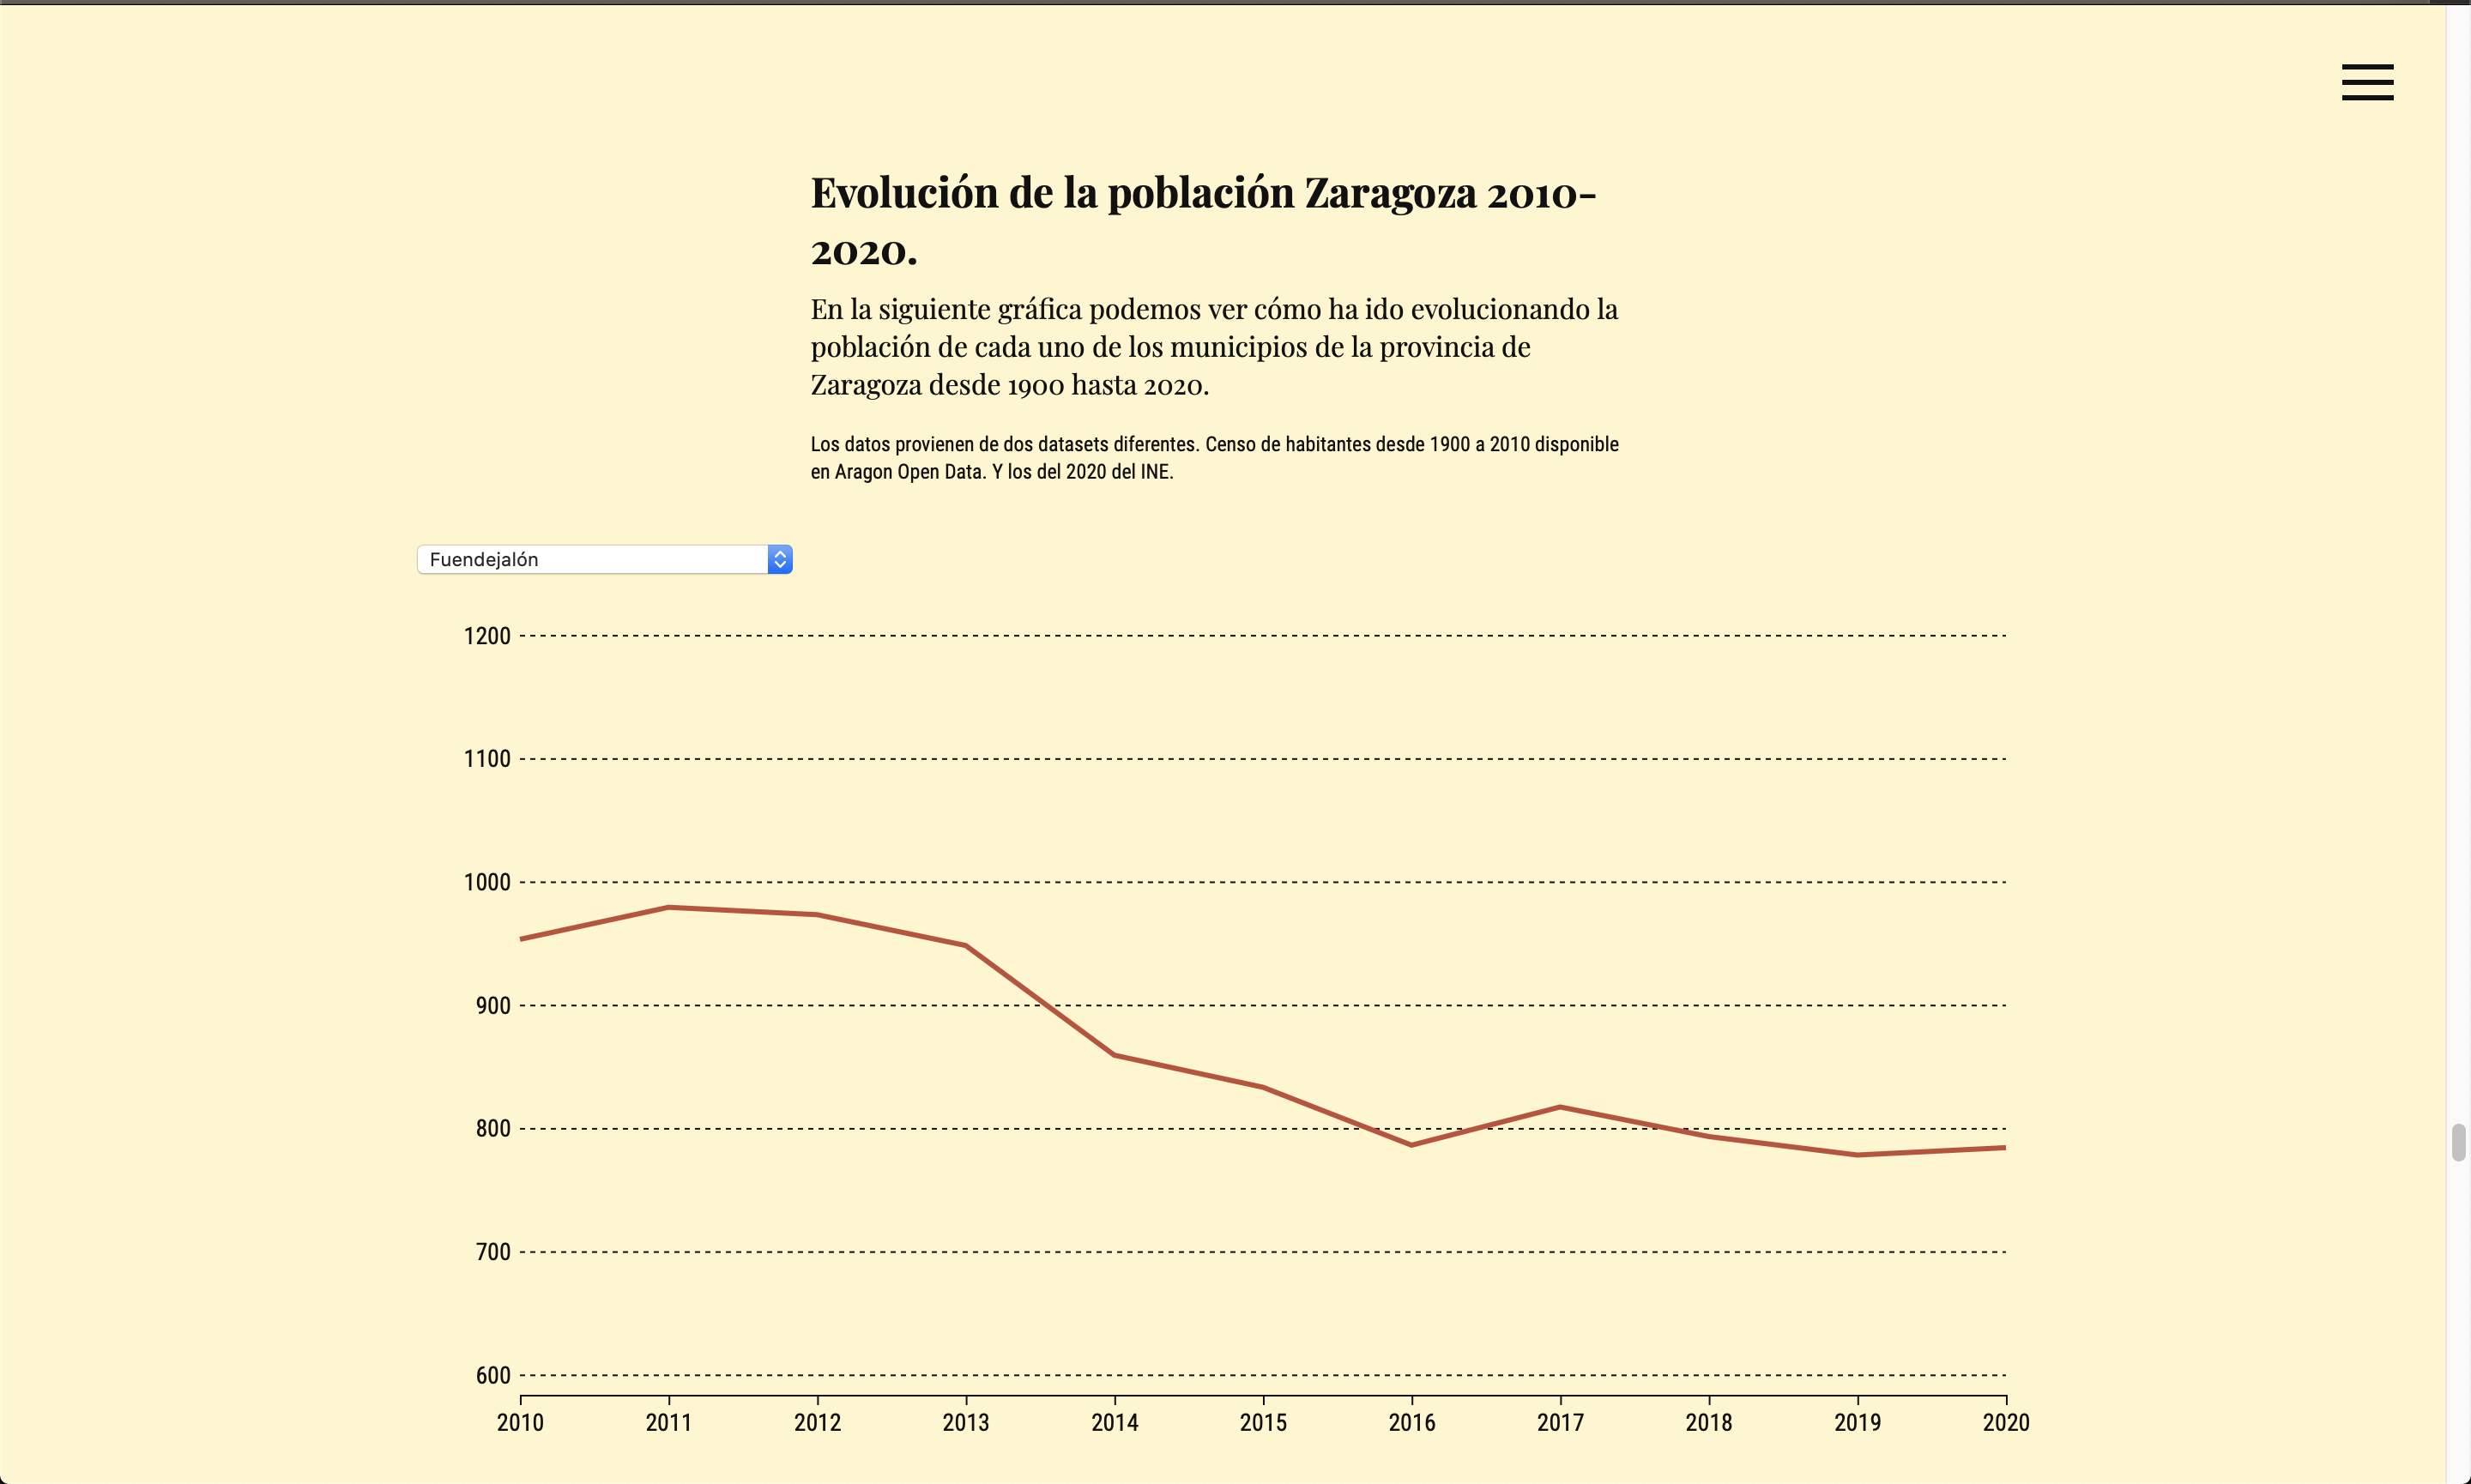 Evolución de la población Zaragoza 2010-
2020.
En la siguiente gráfica podemos ver cómo ha ido evolucionando la
población de cada uno de los municipios de la provincia de
Zaragoza desde 1900 hasta 2020.
Los datos provienen de dos datasets diferentes. Censo de habitantes desde 1900 a 2010 disponible
en Aragon Open Data. Y los del 2020 del INE.
Fuendejalón
1200
1100
1000
900
800
700
600
2010 2011 2012 2013 2014 2015 2016 2017 2018 2019 2020